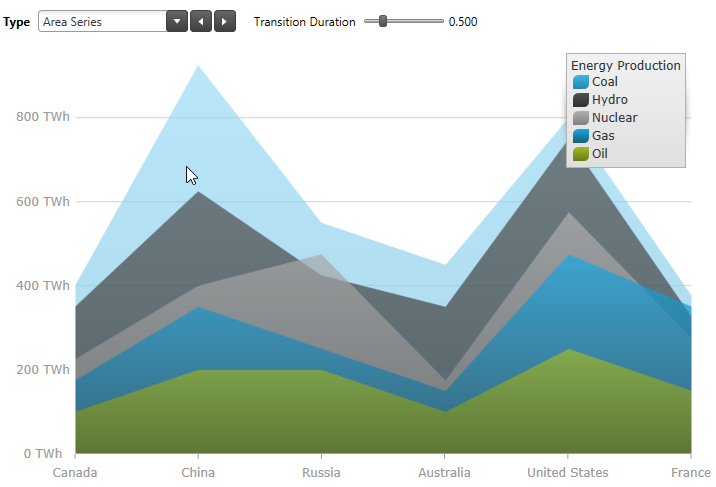 Type Area Series Transition Duration 0.500
Energy Production
Coal
Hydro
Nuclear
Gas
Oil
800 TWh
600 TWh
400 TWh
200 TWh
0 TWh
Canada China Russia Australia United States France